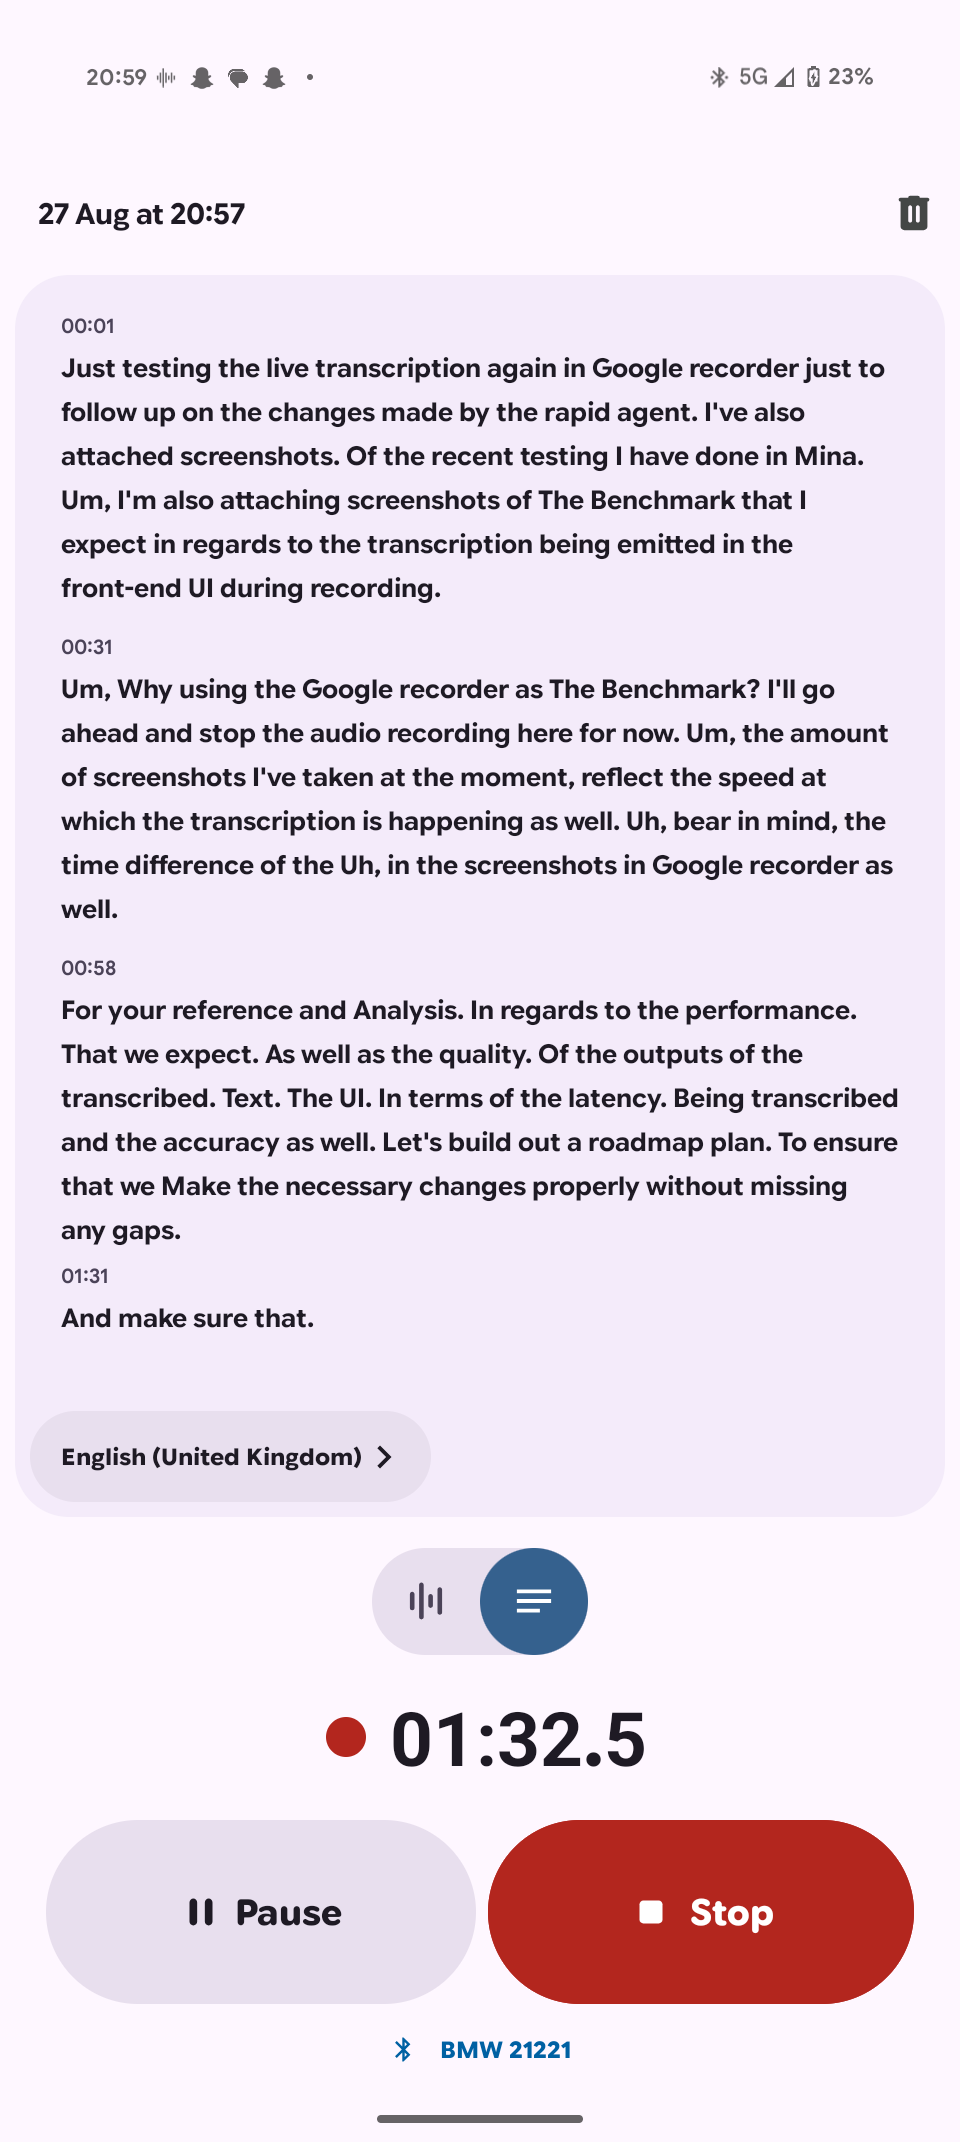 20:59
5G 23%
27 Aug at 20:57
00:01
Just testing the live transcription again in Google recorder just to
follow up on the changes made by the rapid agent. I've also
attached screenshots. Of the recent testing I have done in Mina.
Um, I'm also attaching screenshots of The Benchmark that I
expect in regards to the transcription being emitted in the
front-end UI during recording.
00:31
Um, Why using the Google recorder as The Benchmark? I'll go
ahead and stop the audio recording here for now. Um, the amount
of screenshots I've taken at the moment, reflect the speed at
which the transcription is happening as well. Uh, bear in mind, the
time difference of the Uh, in the screenshots in Google recorder as
well.
00:58
For your reference and Analysis. In regards to the performance.
That we expect. As well as the quality. Of the outputs of the
transcribed. Text. The UI. In terms of the latency. Being transcribed
and the accuracy as well. Let's build out a roadmap plan. To ensure
that we Make the necessary changes properly without missing
any gaps.
01:31
And make sure that.
English (United Kingdom)
01:32.5
Pause
Stop
BMW 21221